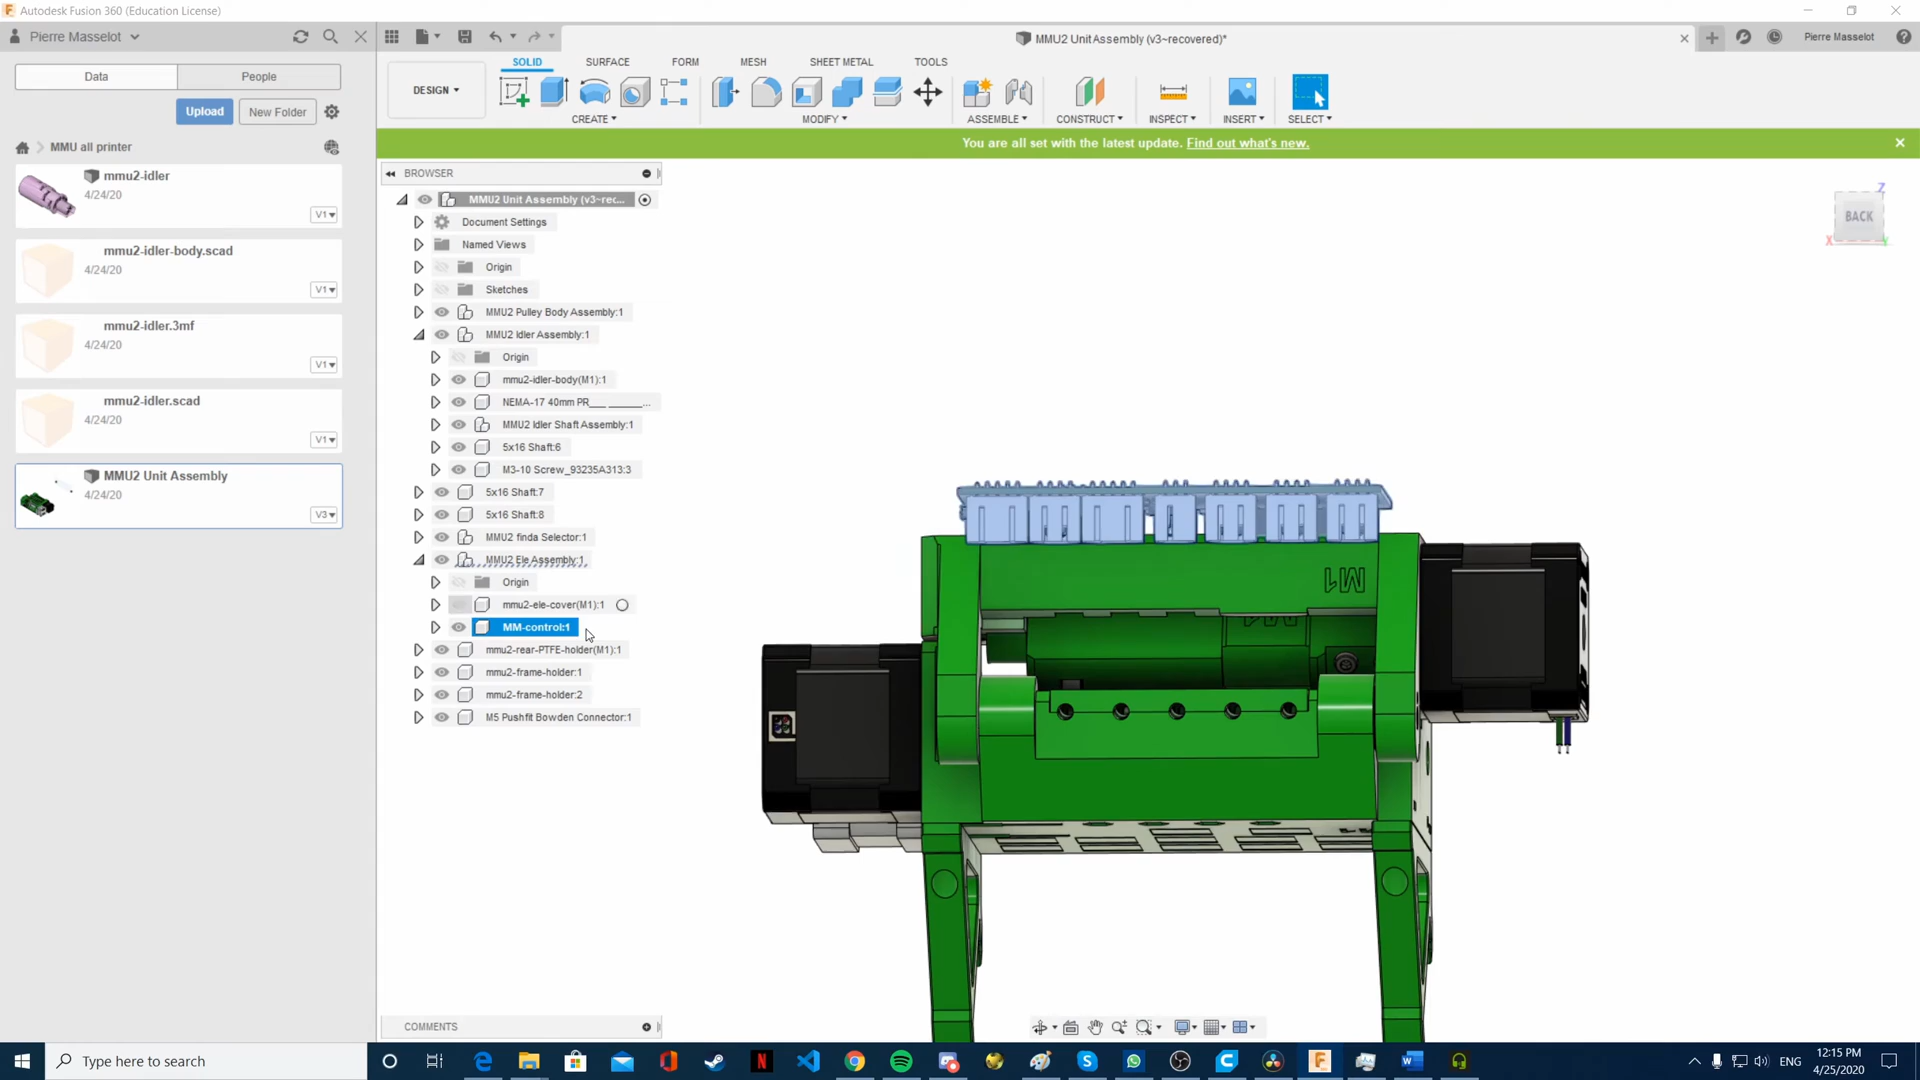 Autodesk Fusion 360 (Education License)
Pierre Masselot
MMU2 Unit Assembly (v3~recovered)*
Pierre Masselot
Data
People
SOLID
SURFACE
FORM
MESH
SHEET METAL
TOOLS
DESIGN
Upload
New Folder
CREATE
MODIFY
ASSEMBLE
CONSTRUCT
INSPECT
INSERT
SELECT
You are all set with the latest update. Find out what's new.
MMU all printer
mmu2-idler
4/24/20
V1
mmu2-idler-body.scad
4/24/20
V1
mmu2-idler.3mf
4/24/20
V1
mmu2-idler.scad
4/24/20
V1
MMU2 Unit Assembly
4/24/20
V3
BROWSER
MMU2 Unit Assembly (v3~rec...
Document Settings
Named Views
Origin
Sketches
MMU2 Pulley Body Assembly:1
MMU2 Idler Assembly:1
Origin
mmu2-idler-body(M1):1
NEMA-17 40mm PR___ ______...
MMU2 Idler Shaft Assembly:1
5x16 Shaft:6
M3-10 Screw_93235A313:3
5x16 Shaft:7
5x16 Shaft:8
MMU2 finda Selector:1
MMU2 Ele Assembly:1
Origin
mmu2-ele-cover(M1):1
MM-control:1
mmu2-rear-PTFE-holder(M1):1
mmu2-frame-holder:1
mmu2-frame-holder:2
M5 Pushfit Bowden Connector:1
BACK
Z
X
Y
M1
COMMENTS
Type here to search
ENG
12:15 PM
4/25/2020